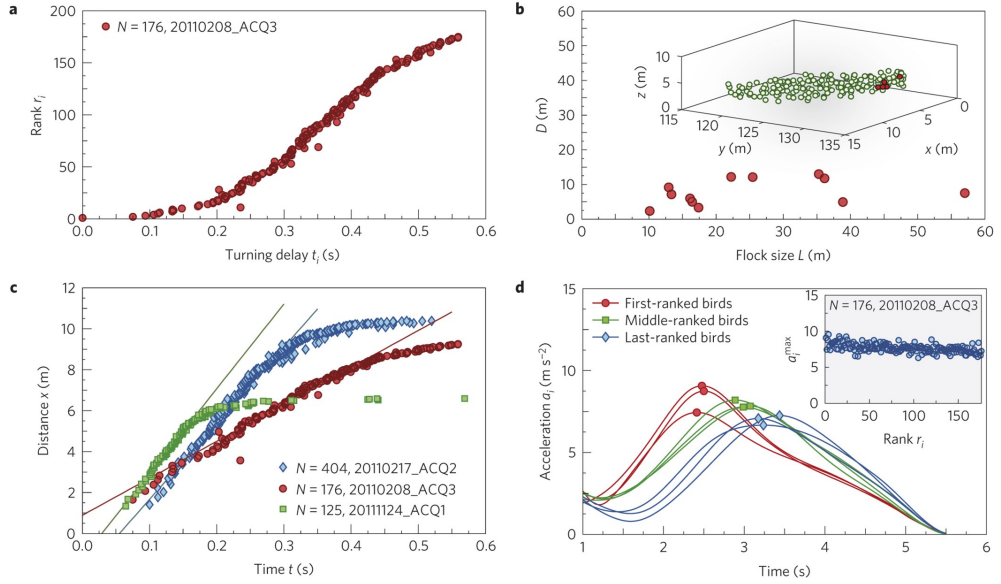 a
N = 176, 20110208_ACQ3
200
150
100
50
0
Rank ri
0 0.1 0.2 0.3 0.4 0.5 0.6
Turning delay ti (s)
b
60
50
40
30
20
10
0
D (m)
10
5
0
z (m)
115 120 125 130 135
y (m)
15 10 5 0
x (m)
0 10 20 30 40 50 60
Flock size L (m)
c
12
10
8
6
4
2
0
Distance x (m)
N = 404, 20110217_ACQ2
N = 176, 20110208_ACQ3
N = 125, 20111124_ACQ1
0 0.1 0.2 0.3 0.4 0.5 0.6
Time t (s)
d
15
10
5
0
Acceleration ai (m s−2)
First-ranked birds
Middle-ranked birds
Last-ranked birds
N = 176, 20110208_ACQ3
15
10
5
0
aimax
0 50 100 150
Rank ri
1 2 3 4 5 6
Time (s)